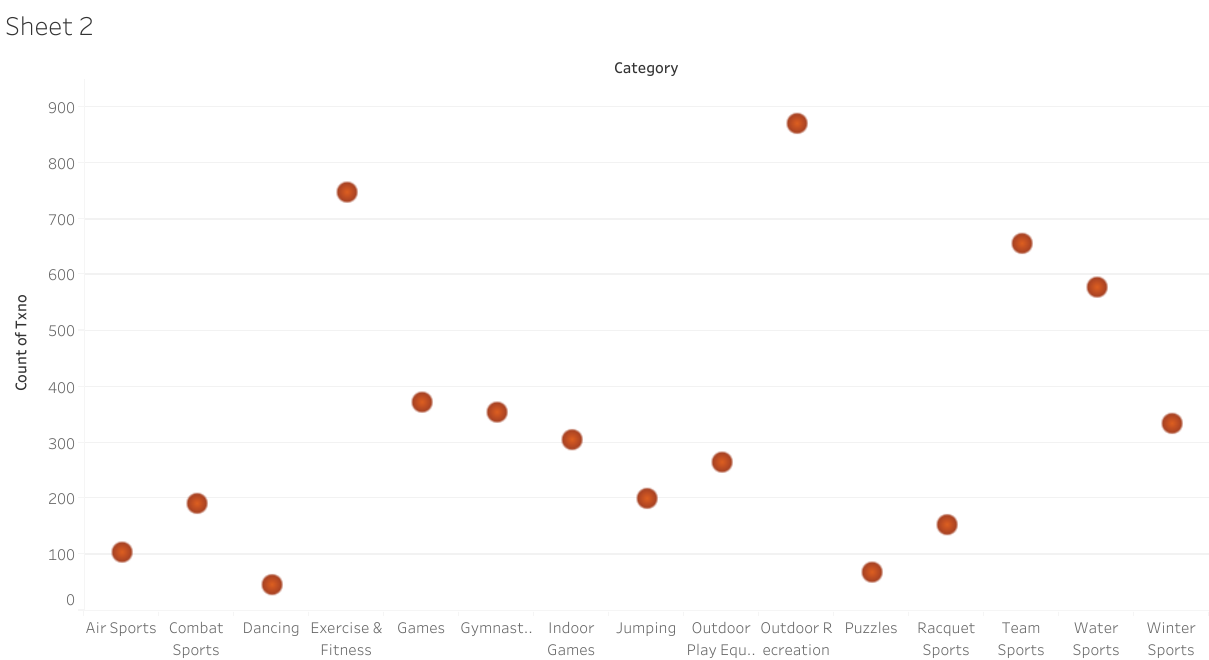 Sheet 2
Category
900
800
700
600
500
400
300
200
100
0
Count of Txno
Air Sports Combat Dancing Exercise & Games Gymnast.. Indoor Jumping Outdoor Outdoor R Puzzles Racquet Team Water Winter
Sports Fitness Games Play Equ.. ecreation Sports Sports Sports Sports